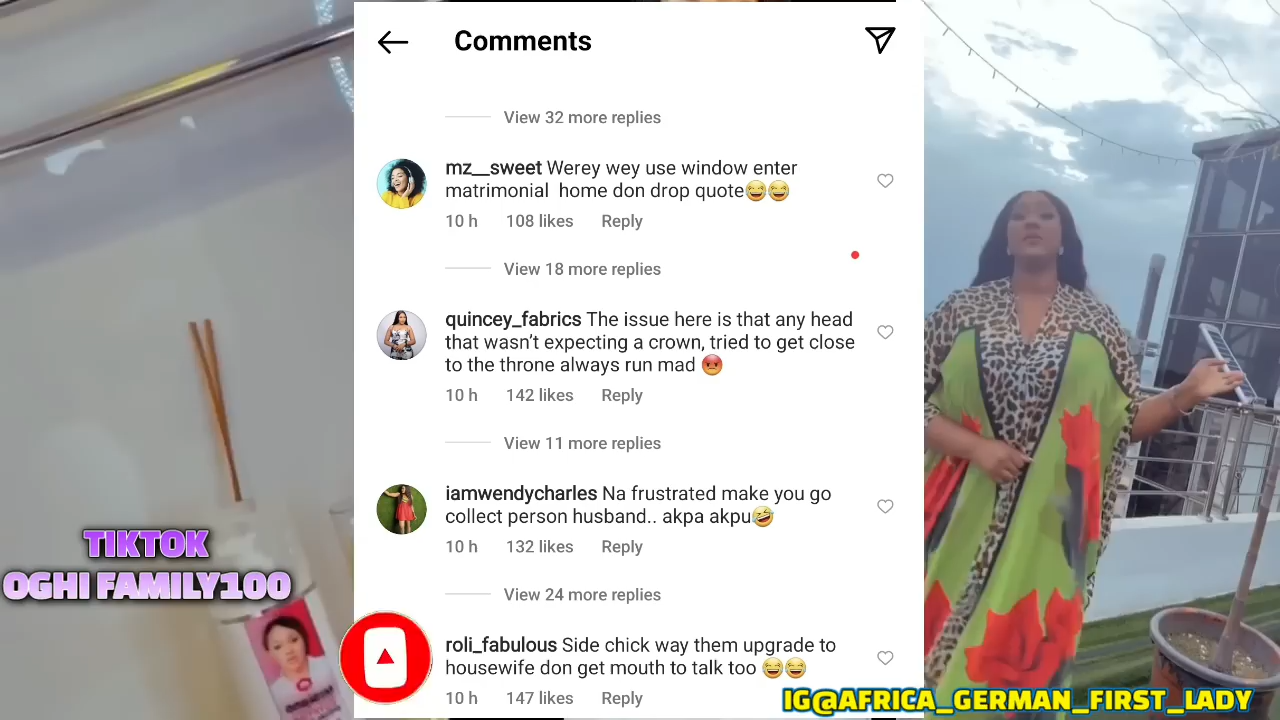 Comments
View 32 more replies
mz__sweet Werey wey use window enter
matrimonial home don drop quote😂😂
10 h 108 likes Reply
View 18 more replies
quincey_fabrics The issue here is that any head
that wasn't expecting a crown, tried to get close
to the throne always run mad 😡
10 h 142 likes Reply
View 11 more replies
iamwendycharles Na frustrated make you go
collect person husband.. akpa akpu🤣
10 h 132 likes Reply
View 24 more replies
roli_fabulous Side chick way them upgrade to
housewife don get mouth to talk too 😂😂
10 h 147 likes Reply
TIKTOK
OGHI FAMILY100
IG@AFRICA_GERMAN_FIRST_LADY